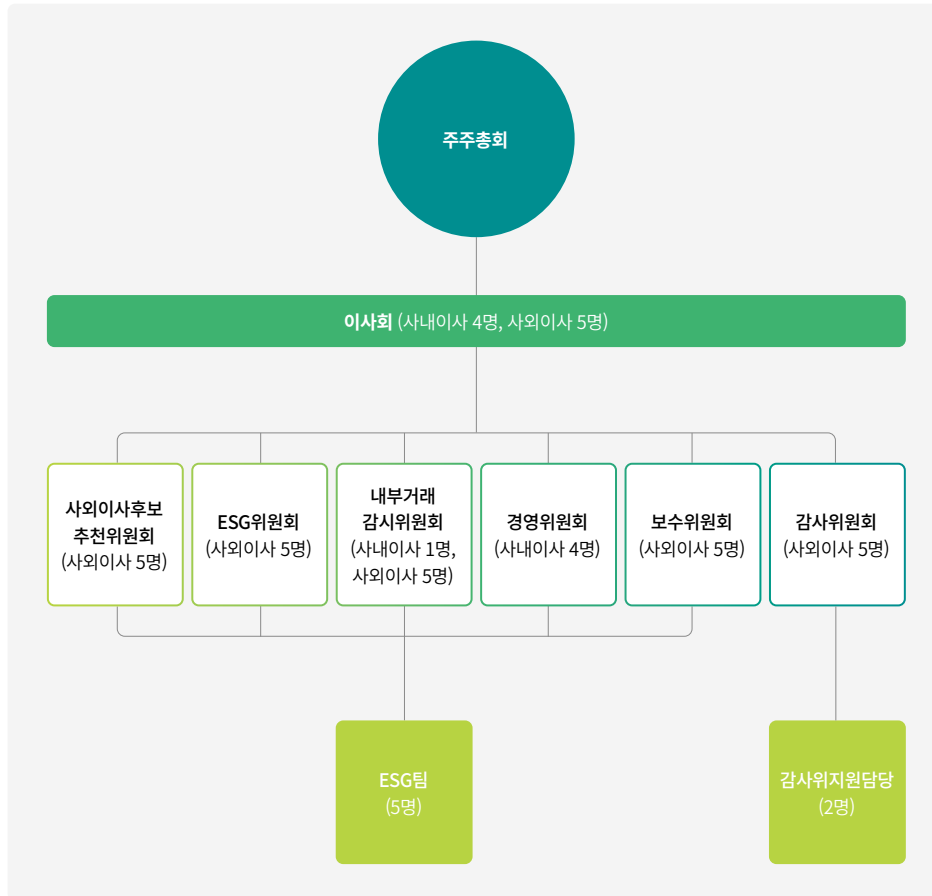 주주총회
이사회 (사내이사 4명, 사외이사 5명)
사외이사후보
추천위원회
(사외이사 5명)
ESG위원회
(사외이사 5명)
내부거래
감시위원회
(사내이사 1명,
사외이사 5명)
경영위원회
(사내이사 4명)
보수위원회
(사외이사 5명)
감사위원회
(사외이사 5명)
ESG팀
(5명)
감사위지원담당
(2명)